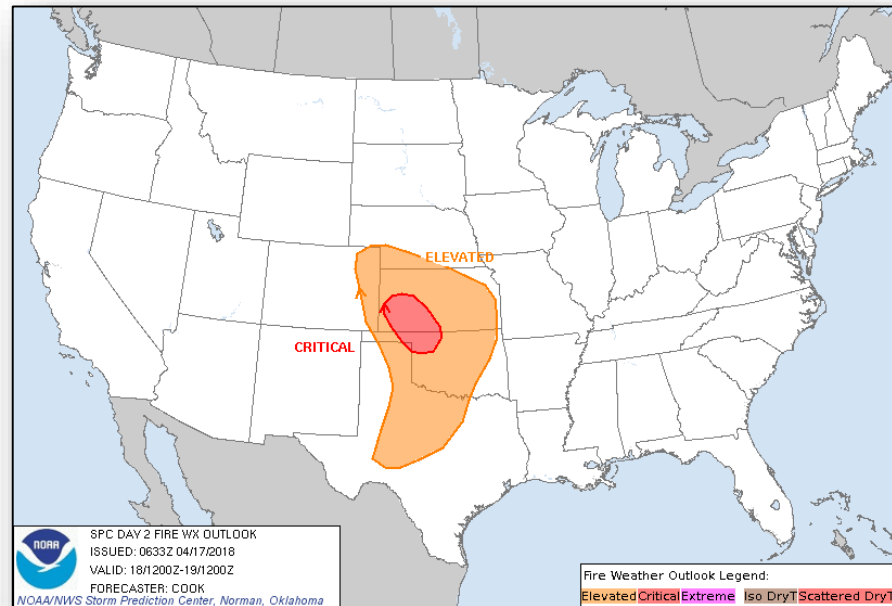 ELEVATED
CRITICAL
NOAA
SPC DAY 2 FIRE WX OUTLOOK
ISSUED: 0633Z 04/17/2018
VALID: 18/1200Z-19/1200Z
FORECASTER: COOK
NOAA/NWS Storm Prediction Center, Norman, Oklahoma
Fire Weather Outlook Legend:
Elevated Critical Extreme Iso DryT Scattered DryT